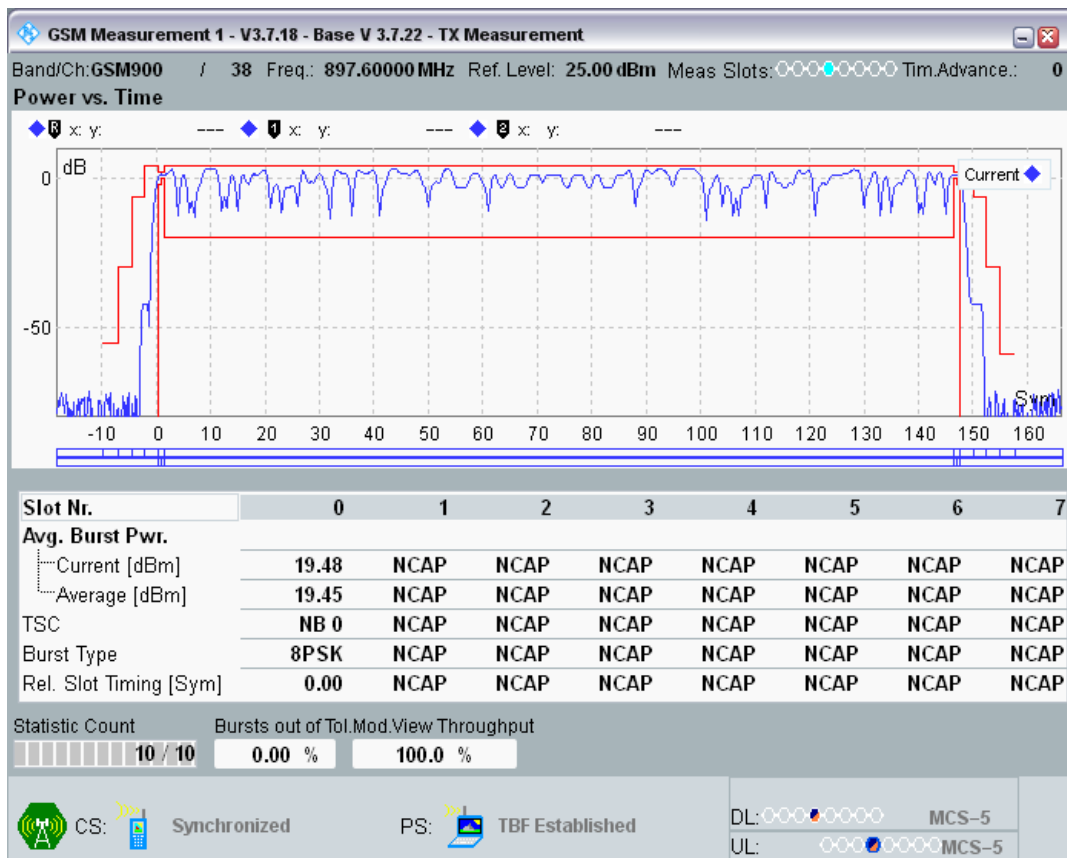 GSM Measurement 1 - V3.7.18 - Base V 3.7.22 - TX Measurement
Band/Ch:GSM900 / 38 Freq.: 897.60000 MHz Ref. Level: 25.00 dBm Meas Slots: Tim.Advance.: 0
Power vs. Time
R x: y: --- 1 x: y: --- 2 x: y: ---
dB
0
Current
-50
Sym
-10 0 10 20 30 40 50 60 70 80 90 100 110 120 130 140 150 160
Slot Nr. 0 1 2 3 4 5 6 7
Avg. Burst Pwr.
Current [dBm] 19.48 NCAP NCAP NCAP NCAP NCAP NCAP NCAP
Average [dBm] 19.45 NCAP NCAP NCAP NCAP NCAP NCAP NCAP
TSC NB 0 NCAP NCAP NCAP NCAP NCAP NCAP NCAP
Burst Type 8PSK NCAP NCAP NCAP NCAP NCAP NCAP NCAP
Rel. Slot Timing [Sym] 0.00 NCAP NCAP NCAP NCAP NCAP NCAP NCAP
Statistic Count Bursts out of Tol.Mod.View Throughput
10 / 10 0.00 % 100.0 %
CS: Synchronized PS: TBF Established
DL: MCS-5
UL: MCS-5